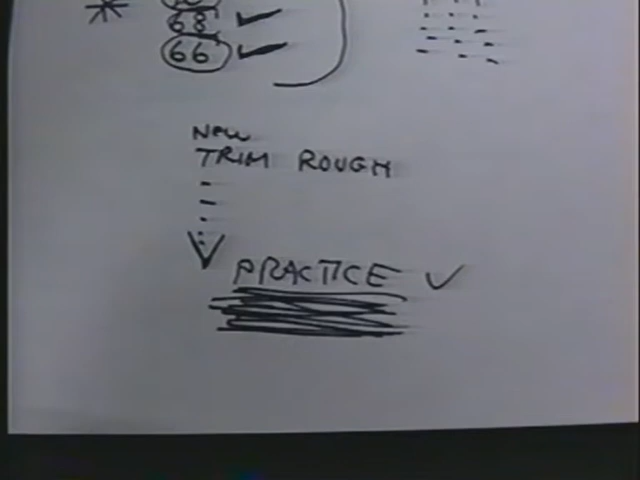 68 ✓
66 ✓
NEW
TRIM ROUGH
PRACTICE ✓